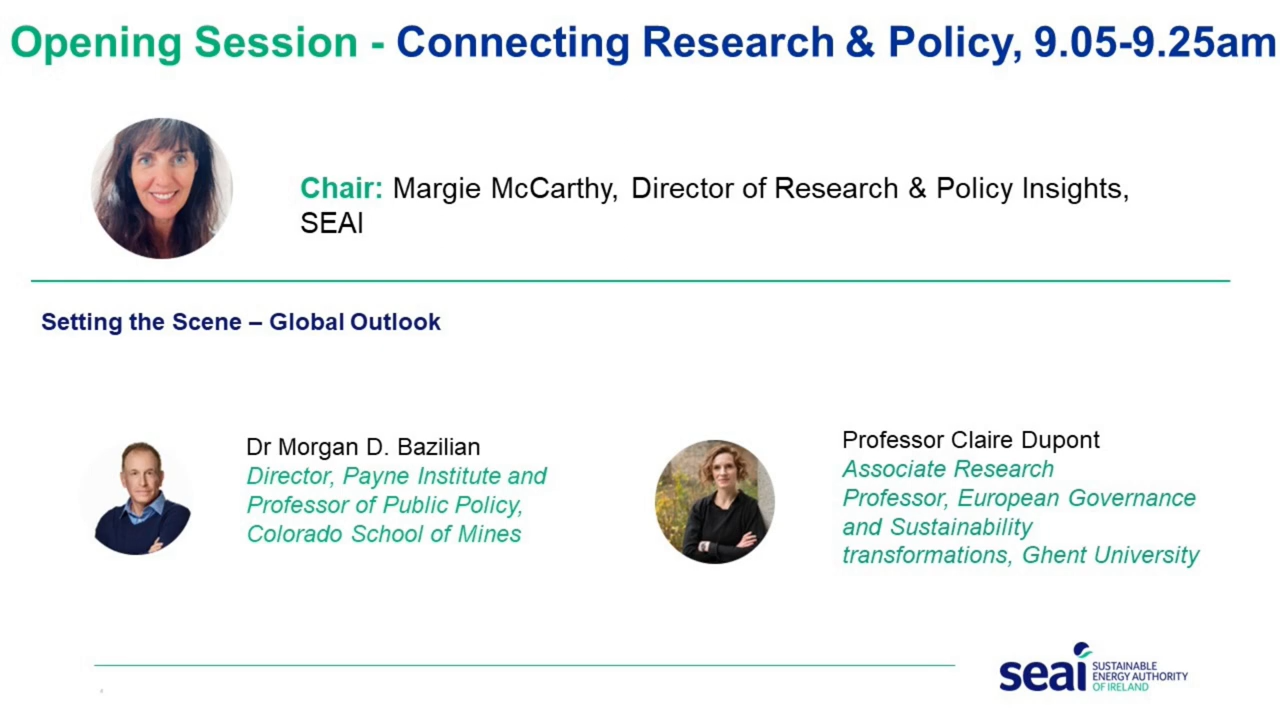 Opening Session - Connecting Research & Policy, 9.05-9.25am
Chair: Margie McCarthy, Director of Research & Policy Insights,
SEAI
Setting the Scene – Global Outlook
Dr Morgan D. Bazilian
Director, Payne Institute and
Professor of Public Policy,
Colorado School of Mines
Professor Claire Dupont
Associate Research
Professor, European Governance
and Sustainability
transformations, Ghent University
seai
SUSTAINABLE
ENERGY AUTHORITY
OF IRELAND